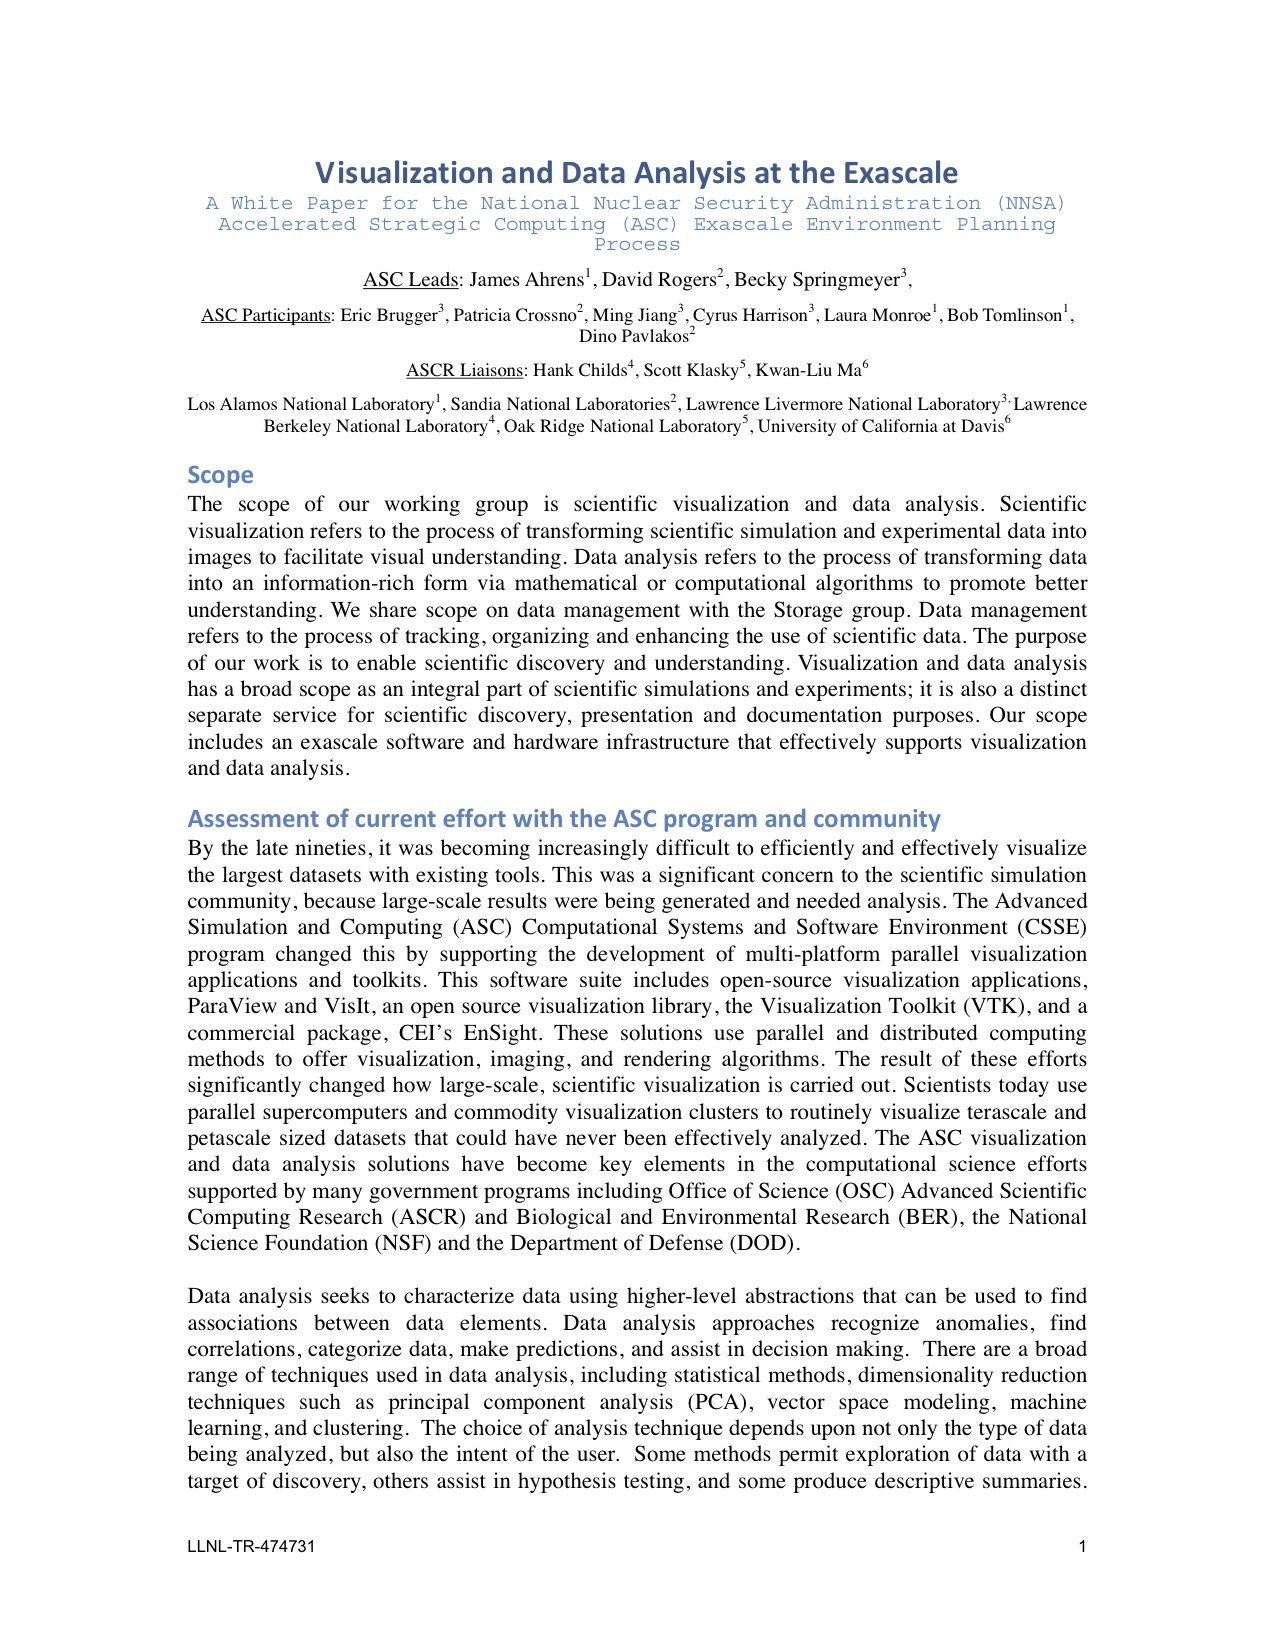 Visualization and Data Analysis at the Exascale
A White Paper for the National Nuclear Security Administration (NNSA)
Accelerated Strategic Computing (ASC) Exascale Environment Planning
Process
ASC Leads: James Ahrens1, David Rogers2, Becky Springmeyer3,
ASC Participants: Eric Brugger3, Patricia Crossno2, Ming Jiang3, Cyrus Harrison3, Laura Monroe1, Bob Tomlinson1,
Dino Pavlakos2
ASCR Liaisons: Hank Childs4, Scott Klasky5, Kwan-Liu Ma6
Los Alamos National Laboratory1, Sandia National Laboratories2, Lawrence Livermore National Laboratory3, Lawrence
Berkeley National Laboratory4, Oak Ridge National Laboratory5, University of California at Davis6
Scope
The scope of our working group is scientific visualization and data analysis. Scientific
visualization refers to the process of transforming scientific simulation and experimental data into
images to facilitate visual understanding. Data analysis refers to the process of transforming data
into an information-rich form via mathematical or computational algorithms to promote better
understanding. We share scope on data management with the Storage group. Data management
refers to the process of tracking, organizing and enhancing the use of scientific data. The purpose
of our work is to enable scientific discovery and understanding. Visualization and data analysis
has a broad scope as an integral part of scientific simulations and experiments; it is also a distinct
separate service for scientific discovery, presentation and documentation purposes. Our scope
includes an exascale software and hardware infrastructure that effectively supports visualization
and data analysis.
Assessment of current effort with the ASC program and community
By the late nineties, it was becoming increasingly difficult to efficiently and effectively visualize
the largest datasets with existing tools. This was a significant concern to the scientific simulation
community, because large-scale results were being generated and needed analysis. The Advanced
Simulation and Computing (ASC) Computational Systems and Software Environment (CSSE)
program changed this by supporting the development of multi-platform parallel visualization
applications and toolkits. This software suite includes open-source visualization applications,
ParaView and VisIt, an open source visualization library, the Visualization Toolkit (VTK), and a
commercial package, CEI’s EnSight. These solutions use parallel and distributed computing
methods to offer visualization, imaging, and rendering algorithms. The result of these efforts
significantly changed how large-scale, scientific visualization is carried out. Scientists today use
parallel supercomputers and commodity visualization clusters to routinely visualize terascale and
petascale sized datasets that could have never been effectively analyzed. The ASC visualization
and data analysis solutions have become key elements in the computational science efforts
supported by many government programs including Office of Science (OSC) Advanced Scientific
Computing Research (ASCR) and Biological and Environmental Research (BER), the National
Science Foundation (NSF) and the Department of Defense (DOD).
Data analysis seeks to characterize data using higher-level abstractions that can be used to find
associations between data elements. Data analysis approaches recognize anomalies, find
correlations, categorize data, make predictions, and assist in decision making. There are a broad
range of techniques used in data analysis, including statistical methods, dimensionality reduction
techniques such as principal component analysis (PCA), vector space modeling, machine
learning, and clustering. The choice of analysis technique depends upon not only the type of data
being analyzed, but also the intent of the user. Some methods permit exploration of data with a
target of discovery, others assist in hypothesis testing, and some produce descriptive summaries.
LLNL-TR-474731 1